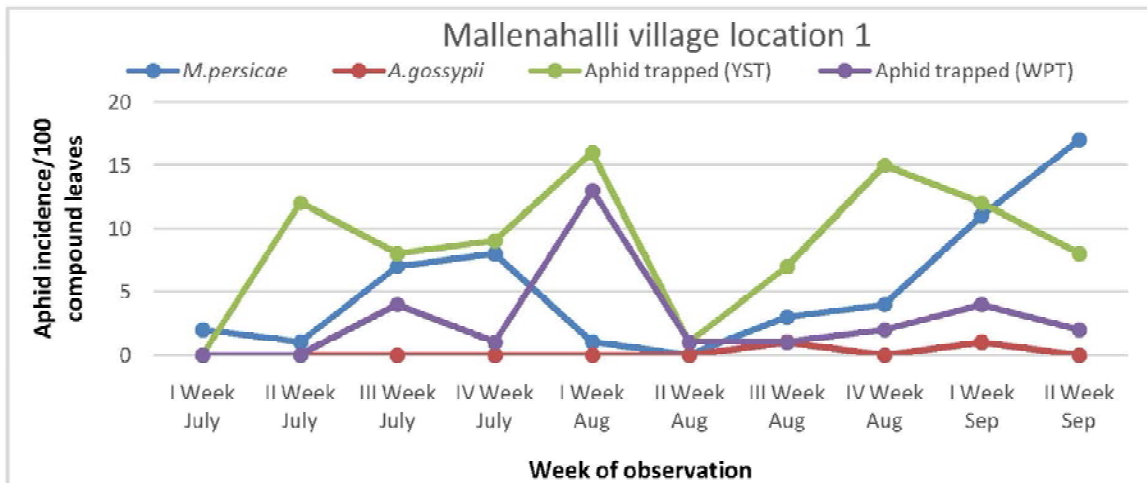 Mallenahalli village location 1
M.persicae A.gossypii Aphid trapped (YST) Aphid trapped (WPT)
Aphid incidence/100
compound leaves
20
15
10
5
0
I Week July
II Week July
III Week July
IV Week July
I Week Aug
II Week Aug
III Week Aug
IV Week Aug
I Week Sep
II Week Sep
Week of observation